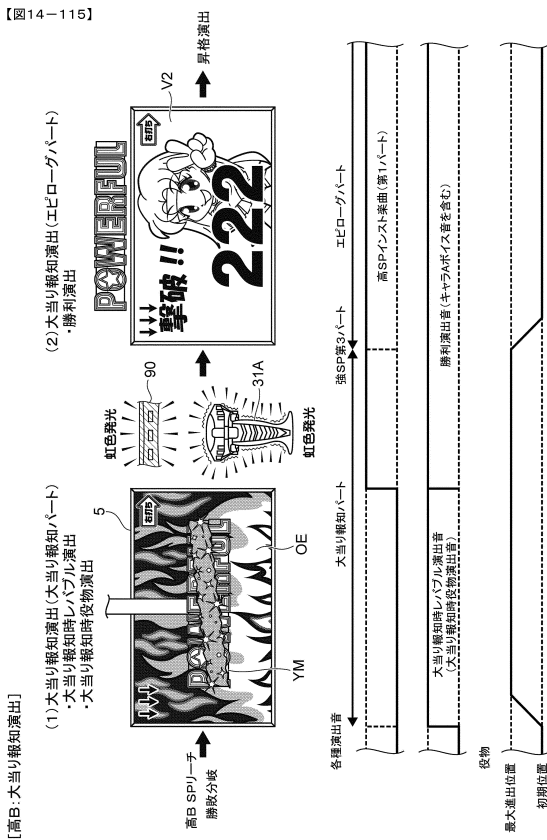 【図14－115】
[高B：大当り報知演出]
(1)大当り報知演出(大当り報知パート)
・大当り報知時レバブル演出
・大当り報知時役物演出
5
右打ち
POWERFUL
YM
OE
高B SPリーチ
勝敗分岐
虹色発光
90
31A
虹色発光
(2)大当り報知演出(エピローグパート)
・勝利演出
POWERFUL
右打ち
撃破!!
222
V2
昇格演出
大当り報知パート
強SP第3パート
エピローグパート
各種演出音
高SPインスト楽曲(第1パート)
大当り報知時レバブル演出音
(大当り報知時役物演出音)
勝利演出音(キャラAボイス音を含む)
役物
最大進出位置
初期位置